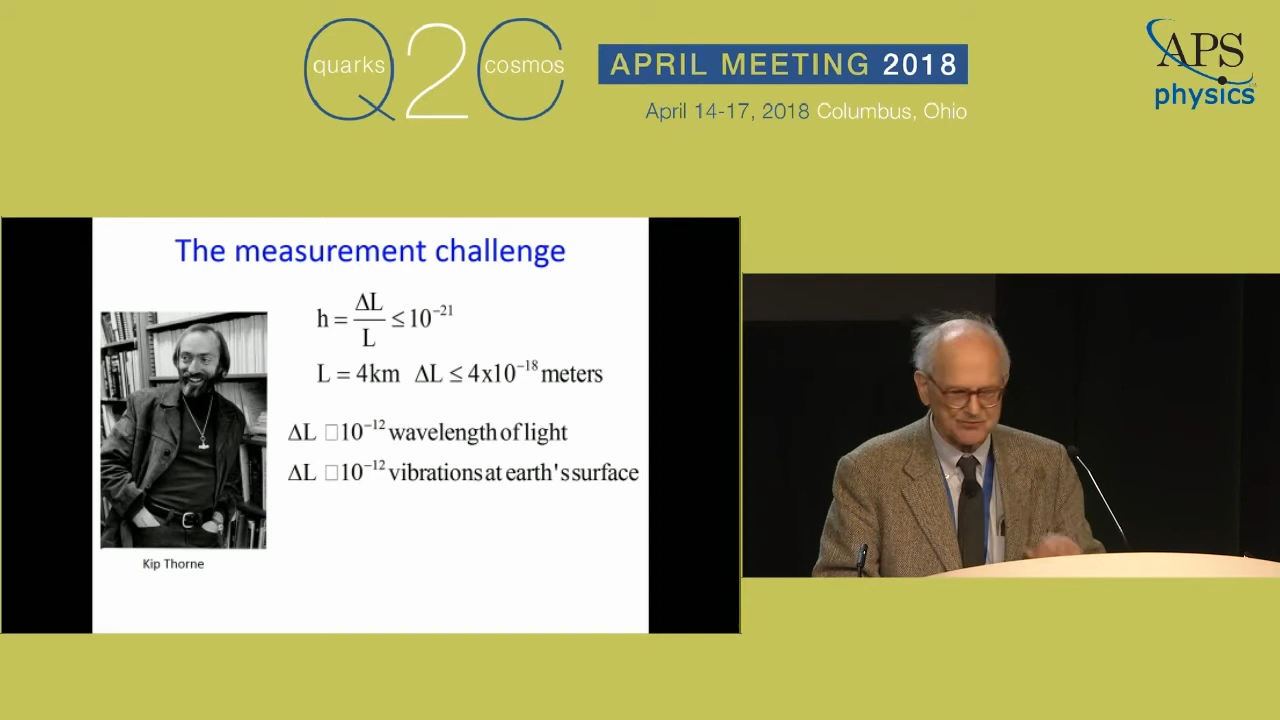 quarks Q2C cosmos
APRIL MEETING 2018
April 14-17, 2018 Columbus, Ohio
APS
physics
The measurement challenge
h = ΔL/L ≤ 10⁻²¹
L = 4km ΔL ≤ 4x10⁻¹⁸ meters
ΔL □10⁻¹² wavelength of light
ΔL □10⁻¹² vibrations at earth's surface
Kip Thorne